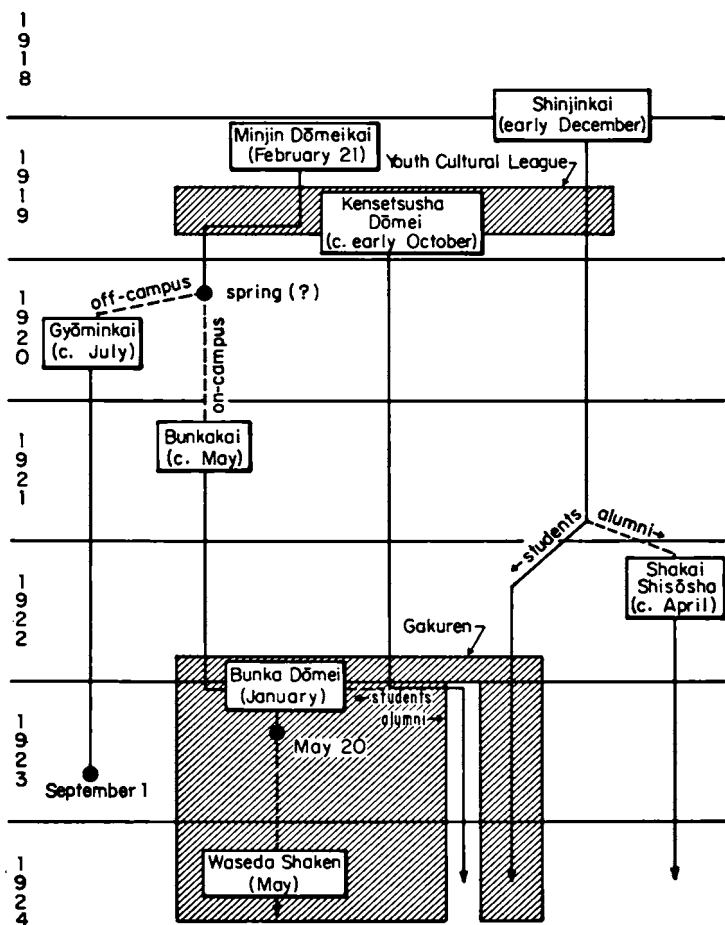 1918
Shinjinkai
(early December)
Minjin Dōmeikai
(February 21)
Youth Cultural League
1919
Kensetsusha
Dōmei
(c. early October)
off-campus
spring (?)
1920
Gyōminkai
(c. July)
on-campus
Bunkakai
(c. May)
1921
students
alumni
Shakai
Shisōsha
(c. April)
1922
Gakuren
Bunka Dōmei
(January)
students
alumni
1923
May 20
September 1
Waseda Shaken
(May)
1924